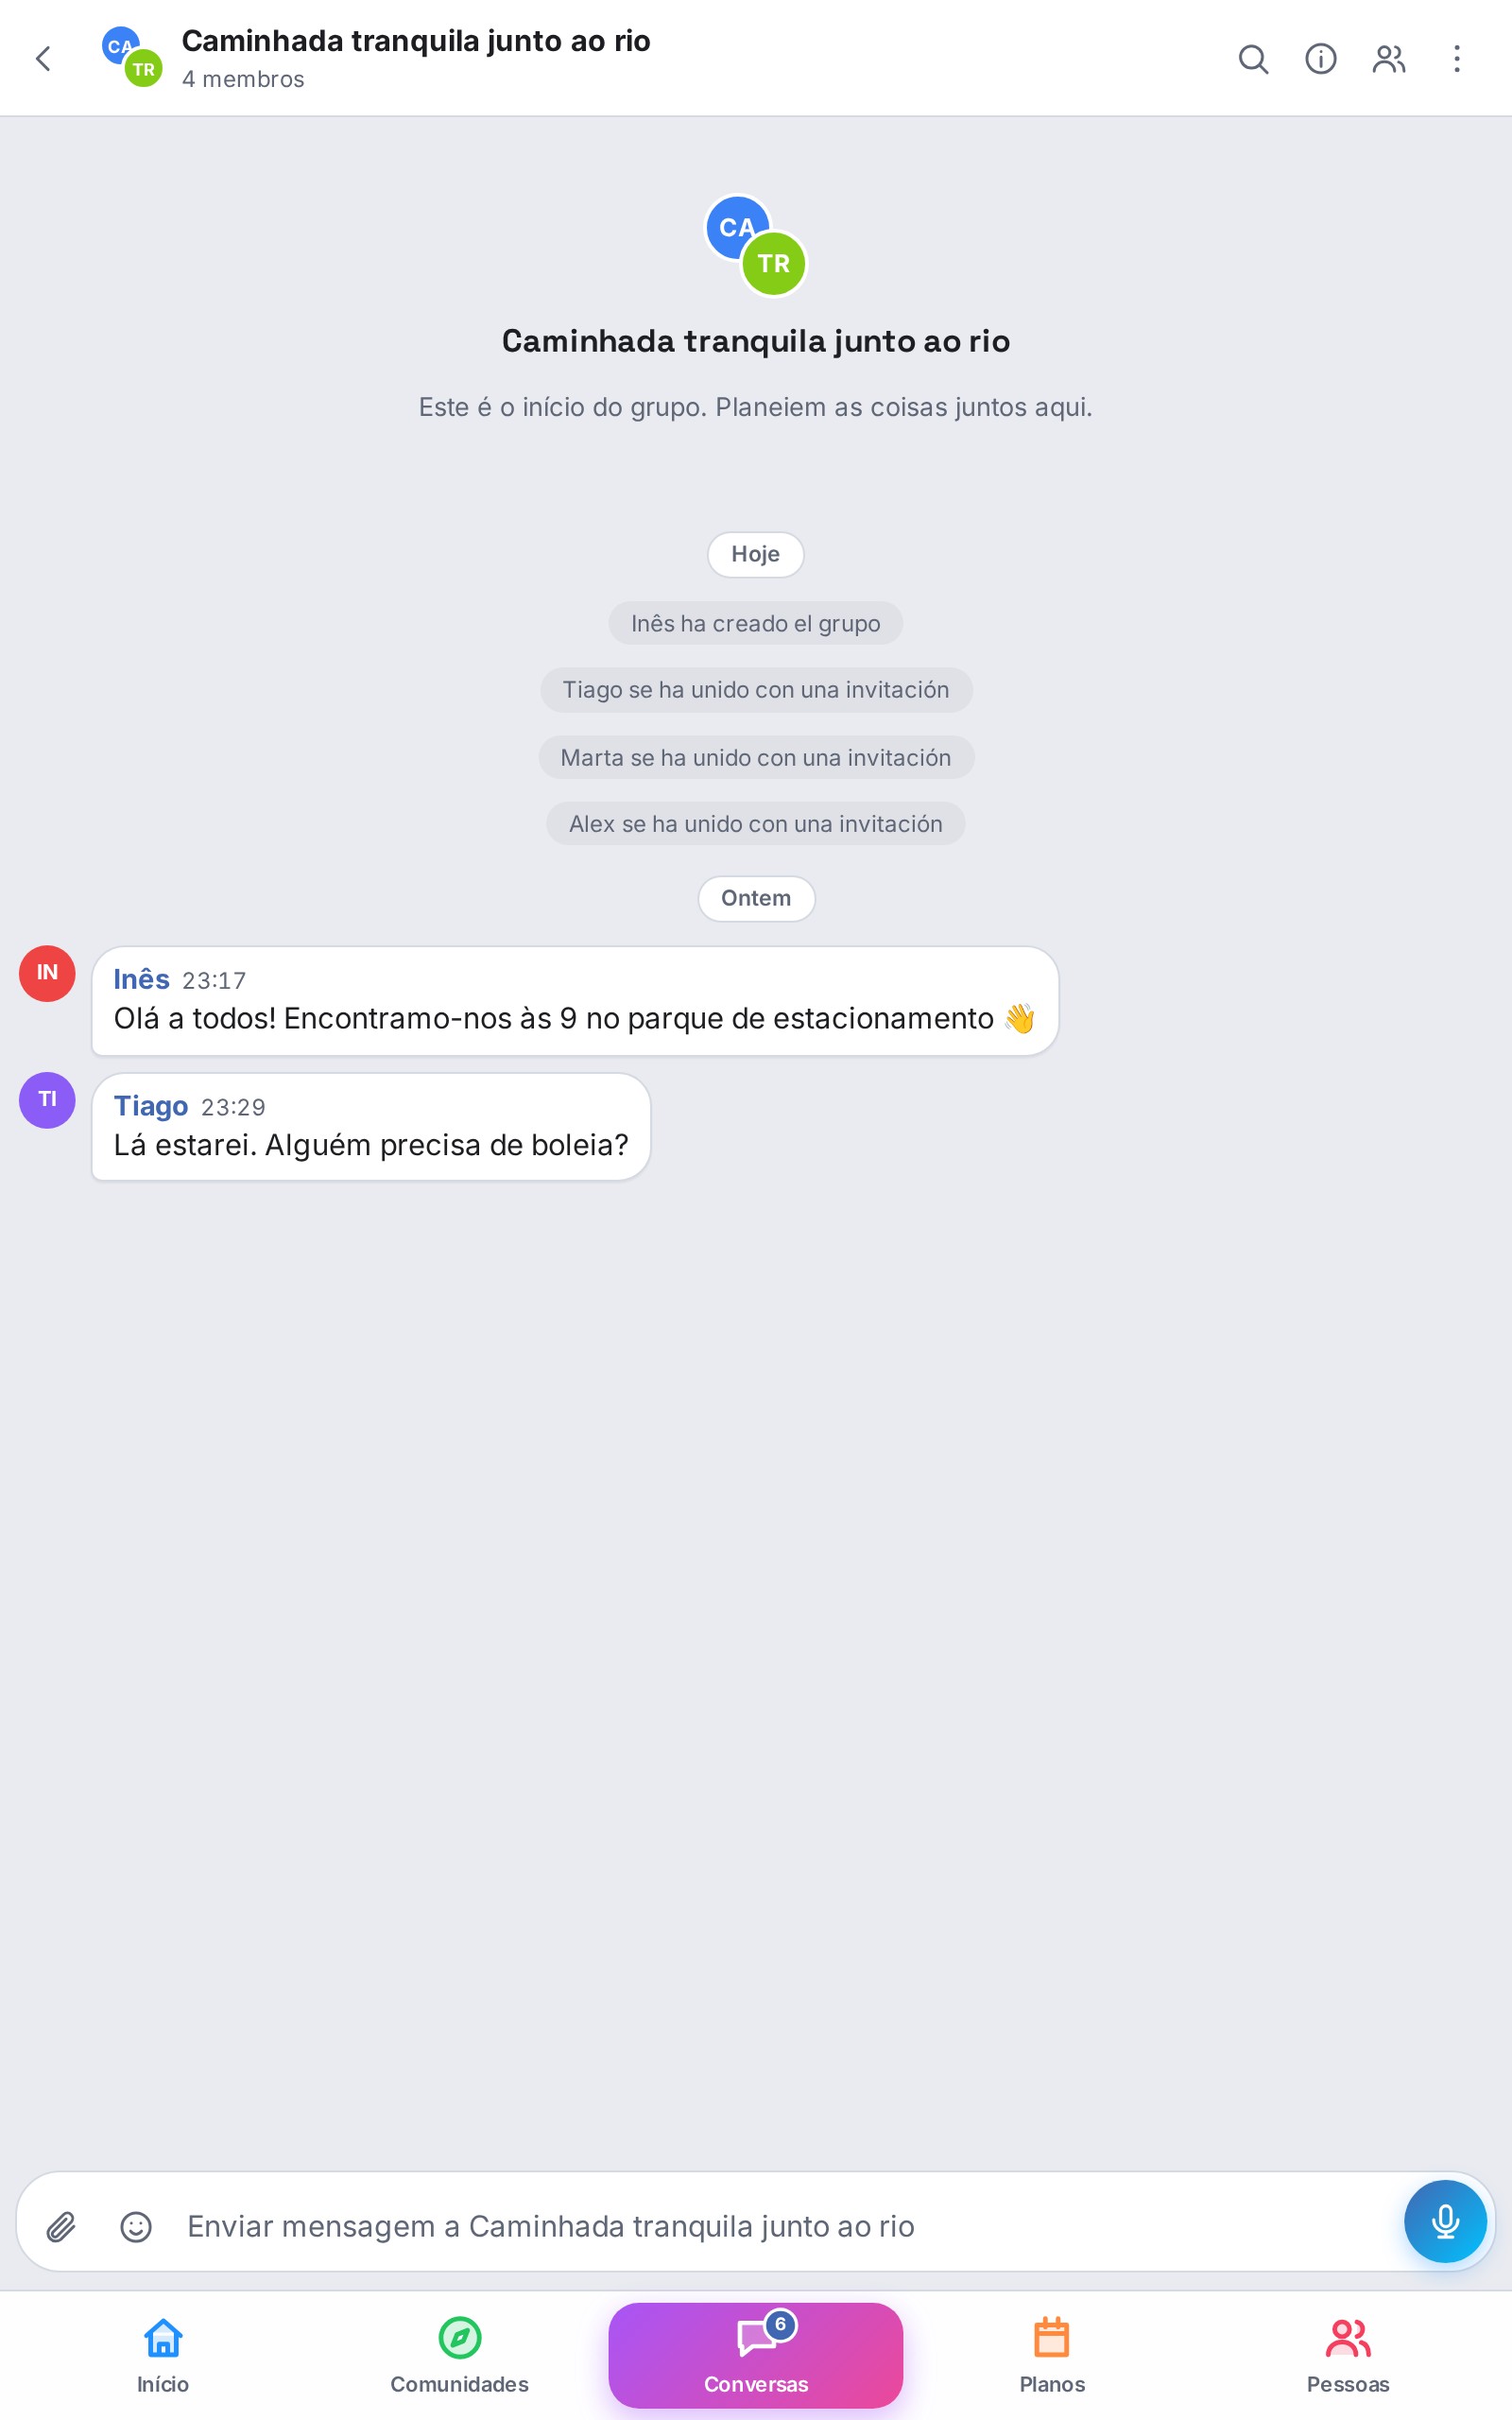 CA
TR
Caminhada tranquila junto ao rio
4 membros
CA
TR
Caminhada tranquila junto ao rio
Este é o início do grupo. Planeiem as coisas juntos aqui.
Hoje
Inês ha creado el grupo
Tiago se ha unido con una invitación
Marta se ha unido con una invitación
Alex se ha unido con una invitación
Ontem
IN
Inês 23:17
Olá a todos! Encontramo-nos às 9 no parque de estacionamento 👋
TI
Tiago 23:29
Lá estarei. Alguém precisa de boleia?
Enviar mensagem a Caminhada tranquila junto ao rio
6
Início
Comunidades
Conversas
Planos
Pessoas